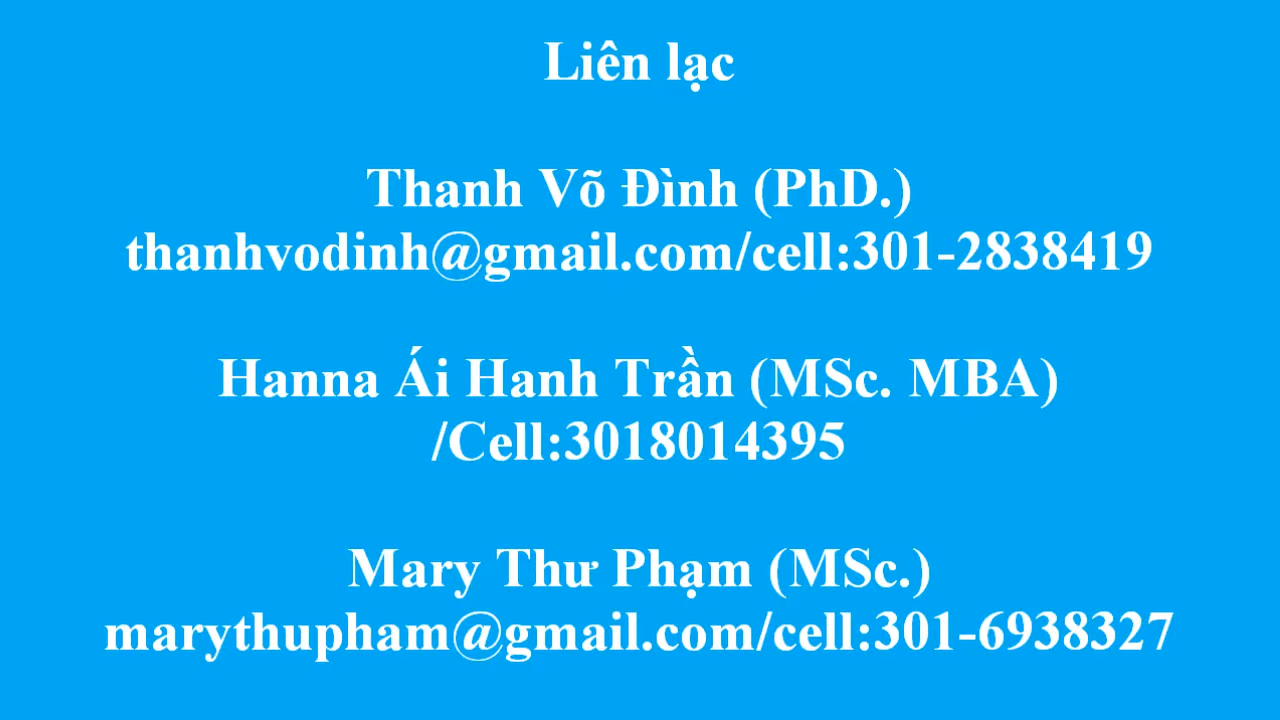 Liên lạc
Thanh Võ Đình (PhD.)
thanhvodinh@gmail.com/cell:301-2838419
Hanna Ái Hanh Trần (MSc. MBA)
/Cell:3018014395
Mary Thư Phạm (MSc.)
marythupham@gmail.com/cell:301-6938327